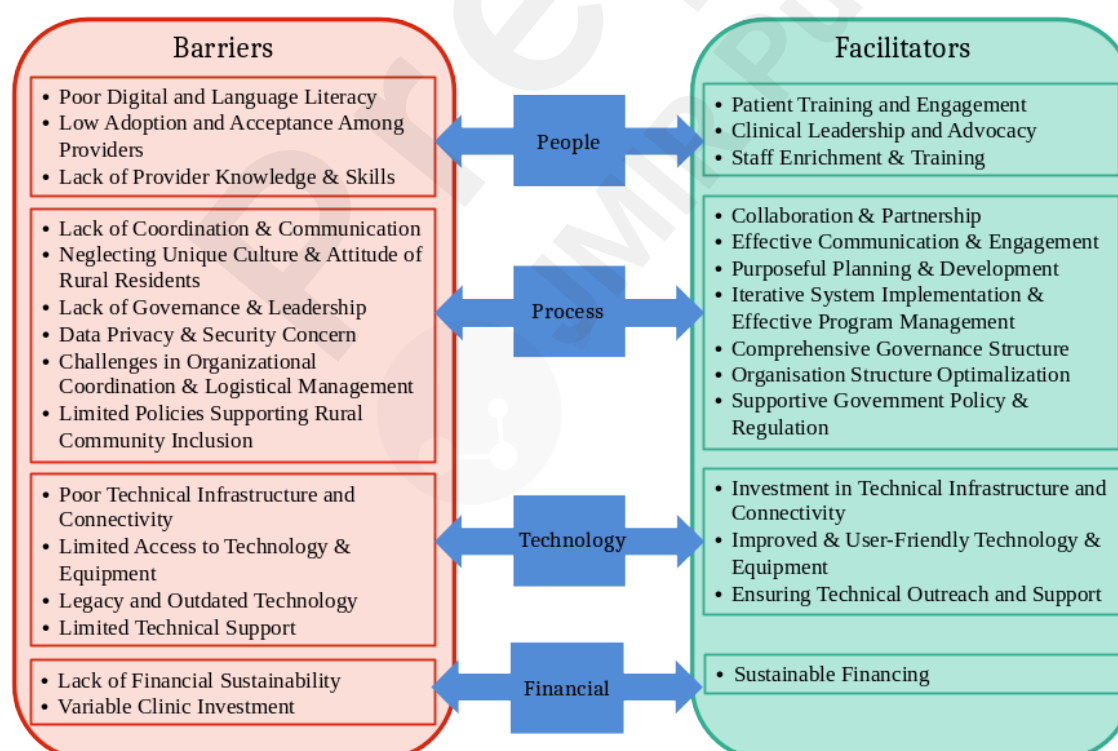 Barriers
• Poor Digital and Language Literacy
• Low Adoption and Acceptance Among
Providers
• Lack of Provider Knowledge & Skills
• Lack of Coordination & Communication
• Neglecting Unique Culture & Attitude of
Rural Residents
• Lack of Governance & Leadership
• Data Privacy & Security Concern
• Challenges in Organizational
Coordination & Logistical Management
• Limited Policies Supporting Rural
Community Inclusion
• Poor Technical Infrastructure and
Connectivity
• Limited Access to Technology &
Equipment
• Legacy and Outdated Technology
• Limited Technical Support
• Lack of Financial Sustainability
• Variable Clinic Investment
People
Process
Technology
Financial
Facilitators
• Patient Training and Engagement
• Clinical Leadership and Advocacy
• Staff Enrichment & Training
• Collaboration & Partnership
• Effective Communication & Engagement
• Purposeful Planning & Development
• Iterative System Implementation &
Effective Program Management
• Comprehensive Governance Structure
• Organisation Structure Optimalization
• Supportive Government Policy &
Regulation
• Investment in Technical Infrastructure and
Connectivity
• Improved & User-Friendly Technology &
Equipment
• Ensuring Technical Outreach and Support
• Sustainable Financing
Pre
JMIR Pu